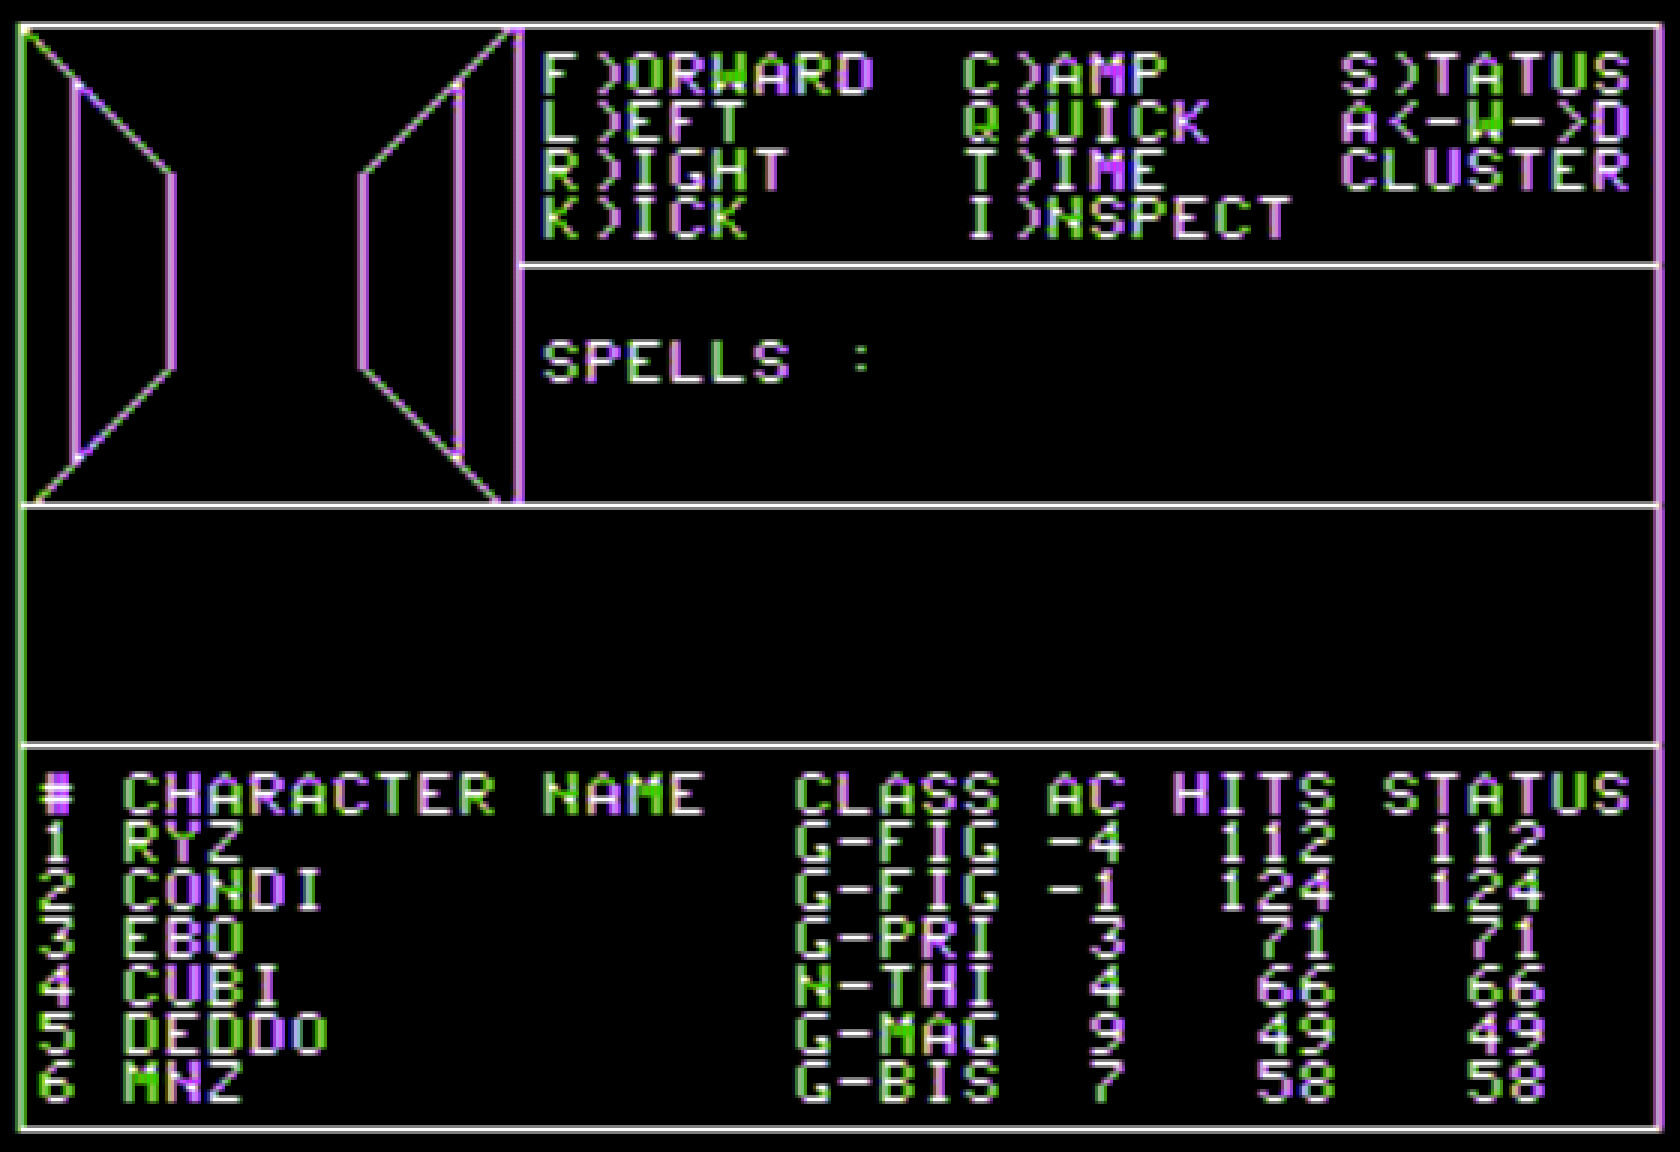 F)ORWARD C)AMP S)TATUS
L)EFT Q)UICK A<-W->D
R)IGHT T)IME CLUSTER
K)ICK I)NSPECT
SPELLS :
# CHARACTER NAME CLASS AC HITS STATUS
1 RYZ G-FIG -4 112 112
2 CONDI G-FIG -1 124 124
3 EBO G-PRI 3 71 71
4 CUBI N-THI 4 66 66
5 DEDDO G-MAG 9 49 49
6 MNZ G-BIS 7 58 58